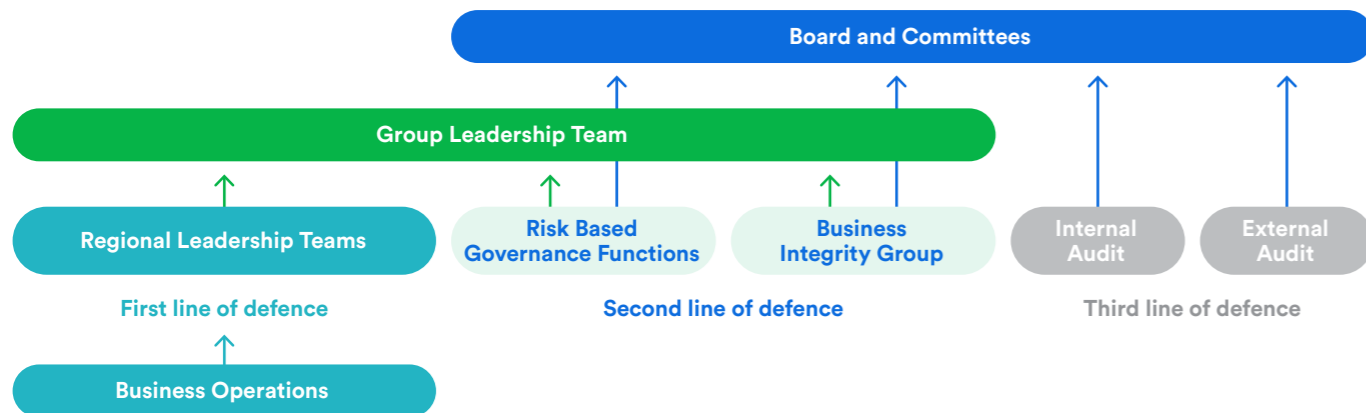 Board and Committees
Group Leadership Team
Regional Leadership Teams
Risk Based
Governance Functions
Business
Integrity Group
Internal
Audit
External
Audit
First line of defence
Second line of defence
Third line of defence
Business Operations